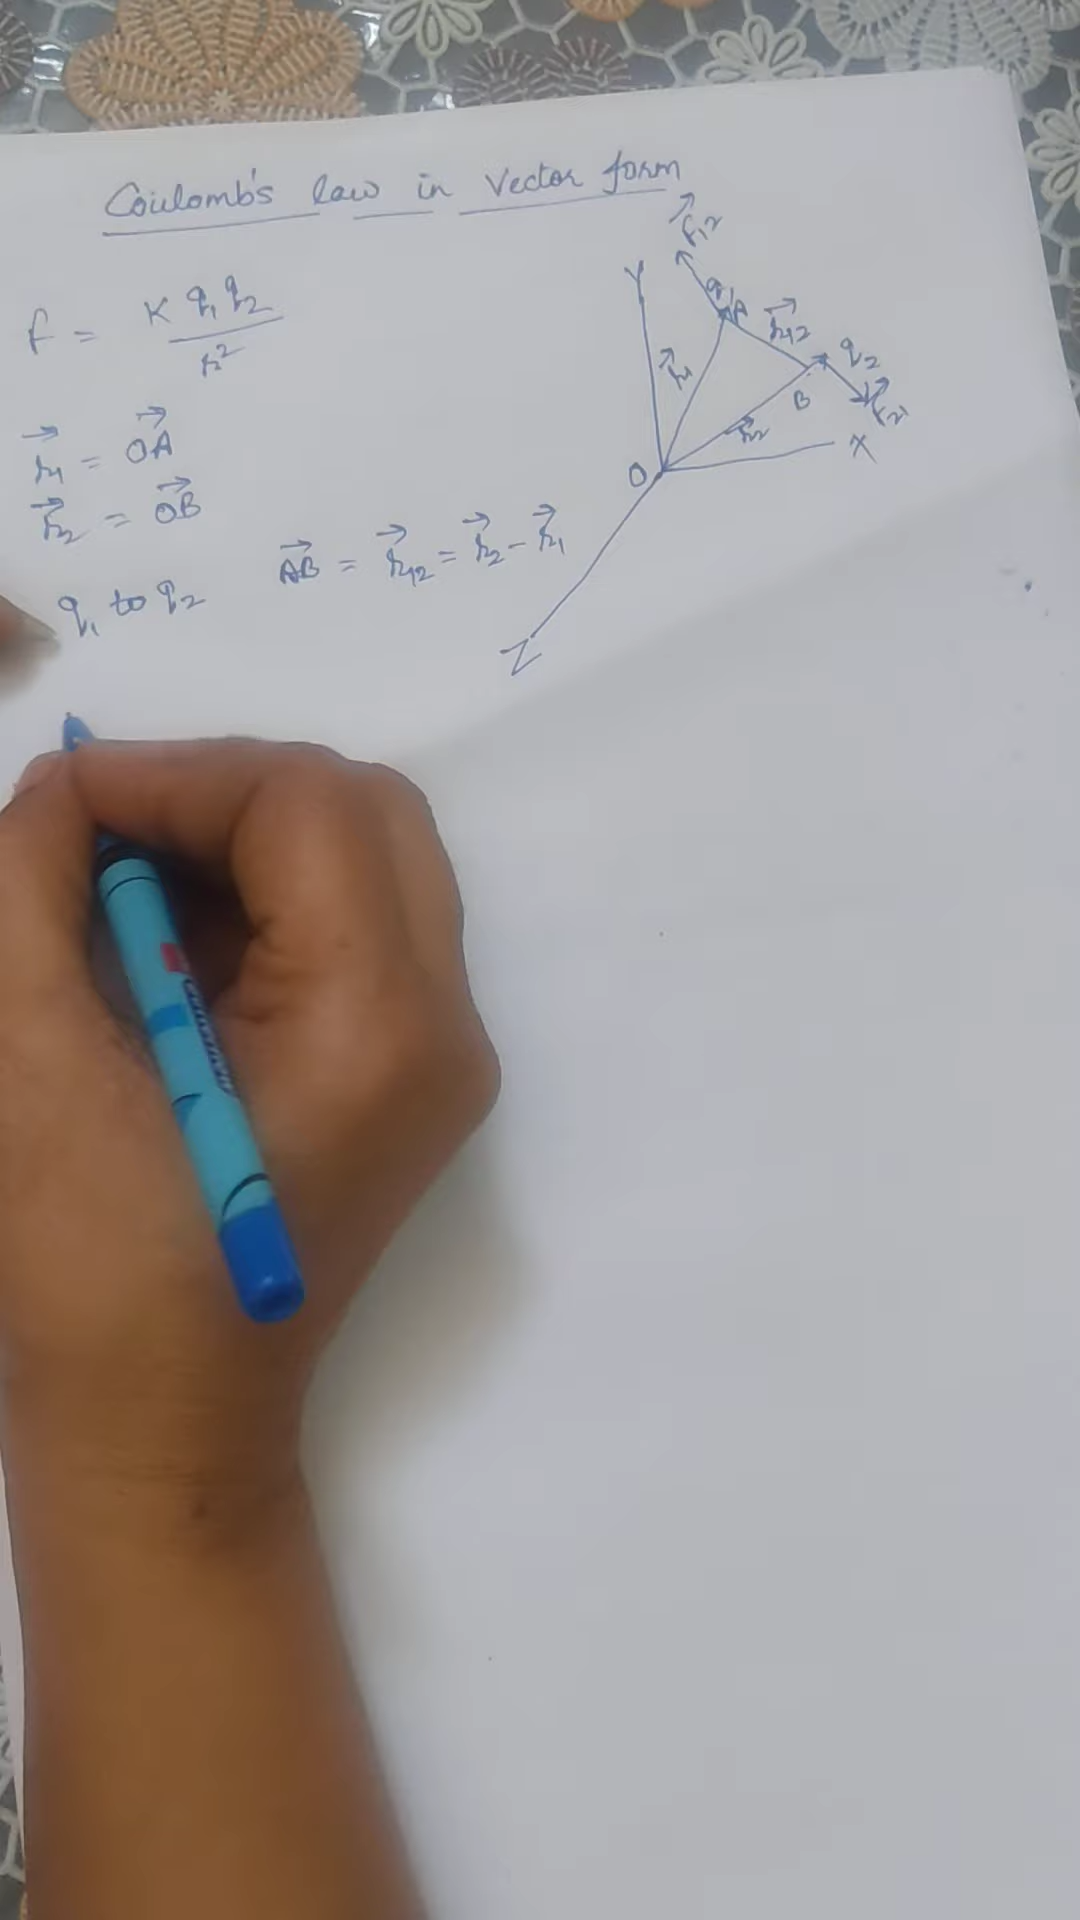 Coulomb's law in Vector form
F = K q₁ q₂ / r²
r₁⃗ = OA⃗
r₂⃗ = OB⃗
AB⃗ = r₁₂⃗ = r₂⃗ - r₁⃗
q₁ to q₂
F₁₂⃗
Y
q₁
A
r₁₂⃗
q₂
r₁⃗
B
F₂₁⃗
r₂⃗
X
O
Z